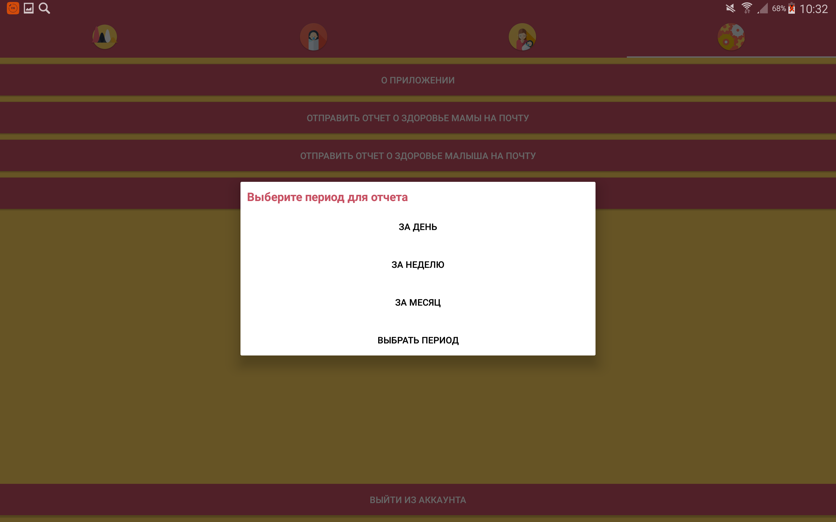 68% 10:32
О ПРИЛОЖЕНИИ
ОТПРАВИТЬ ОТЧЕТ О ЗДОРОВЬЕ МАМЫ НА ПОЧТУ
ОТПРАВИТЬ ОТЧЕТ О ЗДОРОВЬЕ МАЛЫША НА ПОЧТУ
Выберите период для отчета
ЗА ДЕНЬ
ЗА НЕДЕЛЮ
ЗА МЕСЯЦ
ВЫБРАТЬ ПЕРИОД
ВЫЙТИ ИЗ АККАУНТА